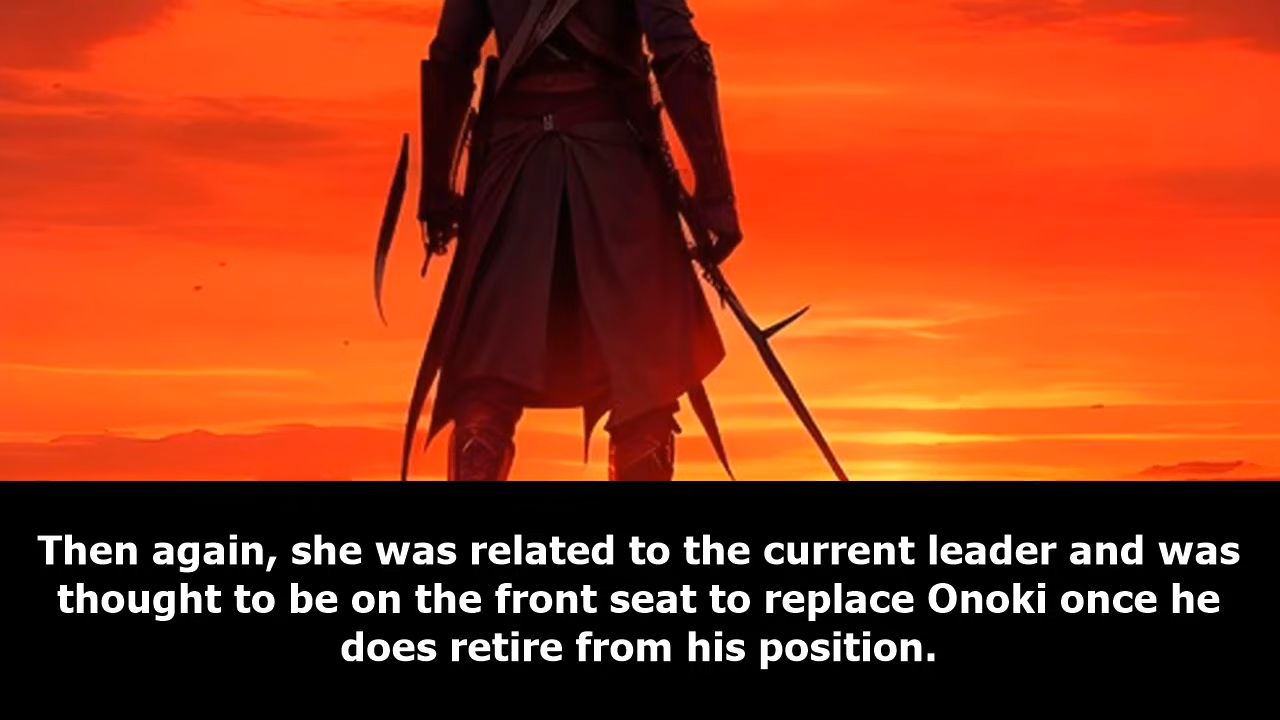 Then again, she was related to the current leader and was
thought to be on the front seat to replace Onoki once he
does retire from his position.